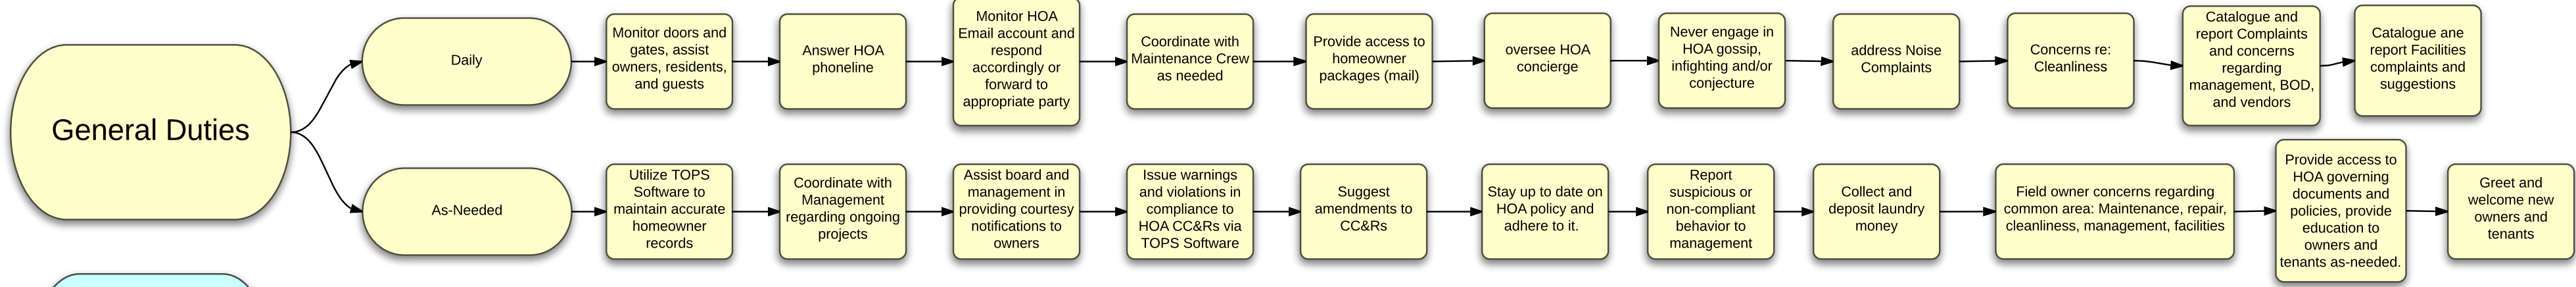 General Duties
Daily
Monitor doors and
gates, assist
owners, residents,
and guests
Answer HOA
phoneline
Monitor HOA
Email account and
respond
accordingly or
forward to
appropriate party
Coordinate with
Maintenance Crew
as needed
Provide access to
homeowner
packages (mail)
oversee HOA
concierge
Never engage in
HOA gossip,
infighting and/or
conjecture
address Noise
Complaints
Concerns re:
Cleanliness
Catalogue and
report Complaints
and concerns
regarding
management, BOD,
and vendors
Catalogue ane
report Facilities
complaints and
suggestions
As-Needed
Utilize TOPS
Software to
maintain accurate
homeowner
records
Coordinate with
Management
regarding ongoing
projects
Assist board and
management in
providing courtesy
notifications to
owners
Issue warnings
and violations in
compliance to
HOA CC&Rs via
TOPS Software
Suggest
amendments to
CC&Rs
Stay up to date on
HOA policy and
adhere to it.
Report
suspicious or
non-compliant
behavior to
management
Collect and
deposit laundry
money
Field owner concerns regarding
common area: Maintenance, repair,
cleanliness, management, facilities
Provide access to
HOA governing
documents and
policies, provide
education to
owners and
tenants as-needed.
Greet and
welcome new
owners and
tenants